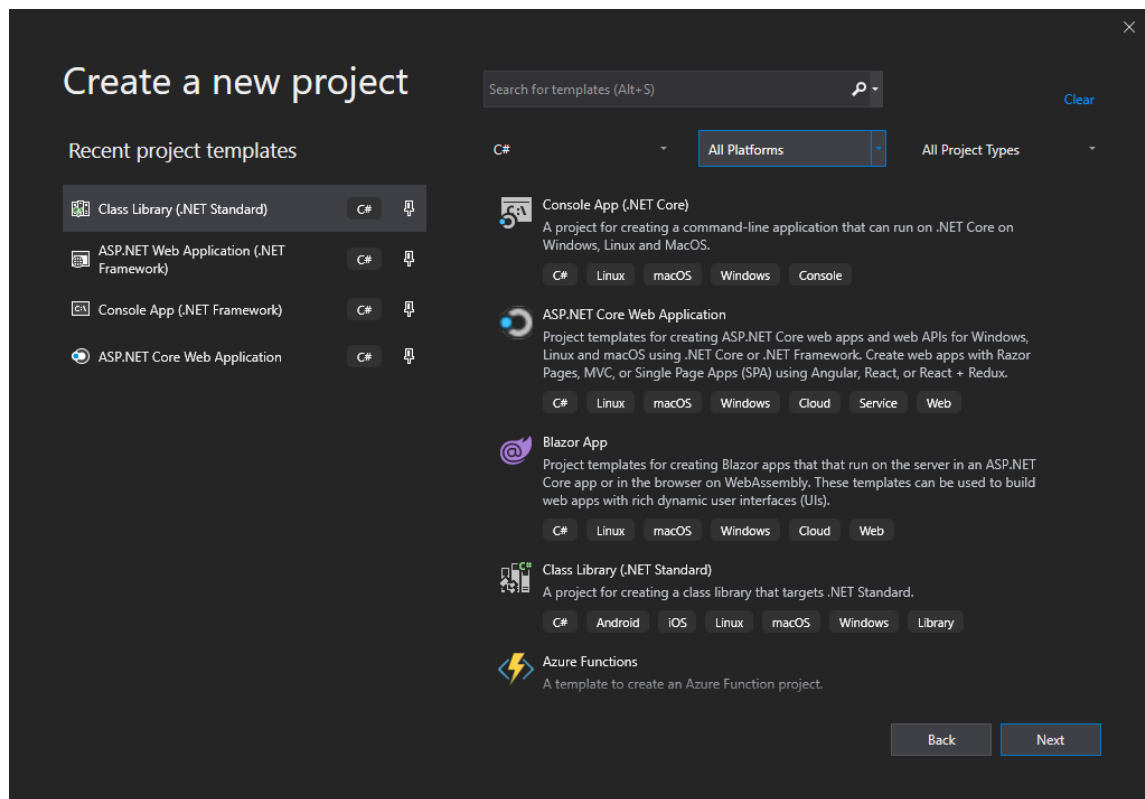 Create a new project
Search for templates (Alt+S)
Clear
Recent project templates
C#
All Platforms
All Project Types
Class Library (.NET Standard)
C#
ASP.NET Web Application (.NET
Framework)
C#
Console App (.NET Framework)
C#
ASP.NET Core Web Application
C#
Console App (.NET Core)
A project for creating a command-line application that can run on .NET Core on
Windows, Linux and MacOS.
C# Linux macOS Windows Console
ASP.NET Core Web Application
Project templates for creating ASP.NET Core web apps and web APIs for Windows,
Linux and macOS using .NET Core or .NET Framework. Create web apps with Razor
Pages, MVC, or Single Page Apps (SPA) using Angular, React, or React + Redux.
C# Linux macOS Windows Cloud Service Web
Blazor App
Project templates for creating Blazor apps that that run on the server in an ASP.NET
Core app or in the browser on WebAssembly. These templates can be used to build
web apps with rich dynamic user interfaces (UIs).
C# Linux macOS Windows Cloud Web
Class Library (.NET Standard)
A project for creating a class library that targets .NET Standard.
C# Android iOS Linux macOS Windows Library
Azure Functions
A template to create an Azure Function project.
Back
Next